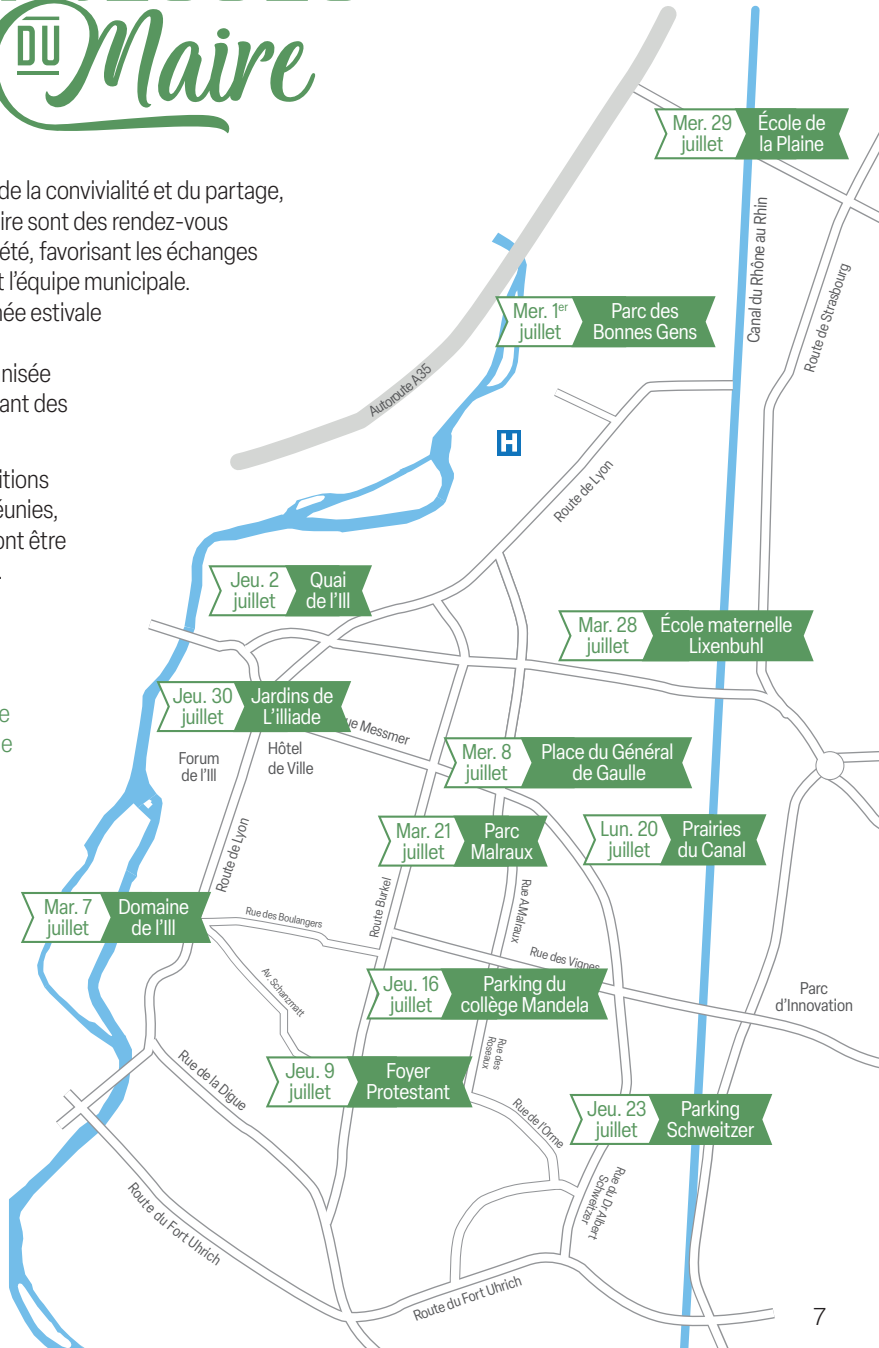 DU
Maire
de la convivialité et du partage,
ire sont des rendez-vous
été, favorisant les échanges
t l'équipe municipale.
née estivale
nisée
ant des
itions
éunies,
ont être
.
e
e
Mer. 29
juillet
École de
la Plaine
Canal du Rhône au Rhin
Route de Strasbourg
Mer. 1er
juillet
Parc des
Bonnes Gens
Autoroute A35
H
Route de Lyon
Jeu. 2
juillet
Quai
de l'Ill
Mar. 28
juillet
École maternelle
Lixenbuhl
Jeu. 30
juillet
Jardins de
L'illiade
ue Messmer
Forum
de l'Ill
Hôtel
de Ville
Mer. 8
juillet
Place du Général
de Gaulle
Mar. 21
juillet
Parc
Malraux
Lun. 20
juillet
Prairies
du Canal
Route de Lyon
Route Burkel
Rue A.Malraux
Mar. 7
juillet
Domaine
de l'Ill
Rue des Boulangers
Rue des Vignes
Av. Schanzmatt
Jeu. 16
juillet
Parking du
collège Mandela
Parc
d'Innovation
Rue des
Roseaux
Rue de la Digue
Jeu. 9
juillet
Foyer
Protestant
Rue de l'Orme
Jeu. 23
juillet
Parking
Schweitzer
Rue du Dr Albert
Schweitzer
Route du Fort Uhrich
Route du Fort Uhrich
7